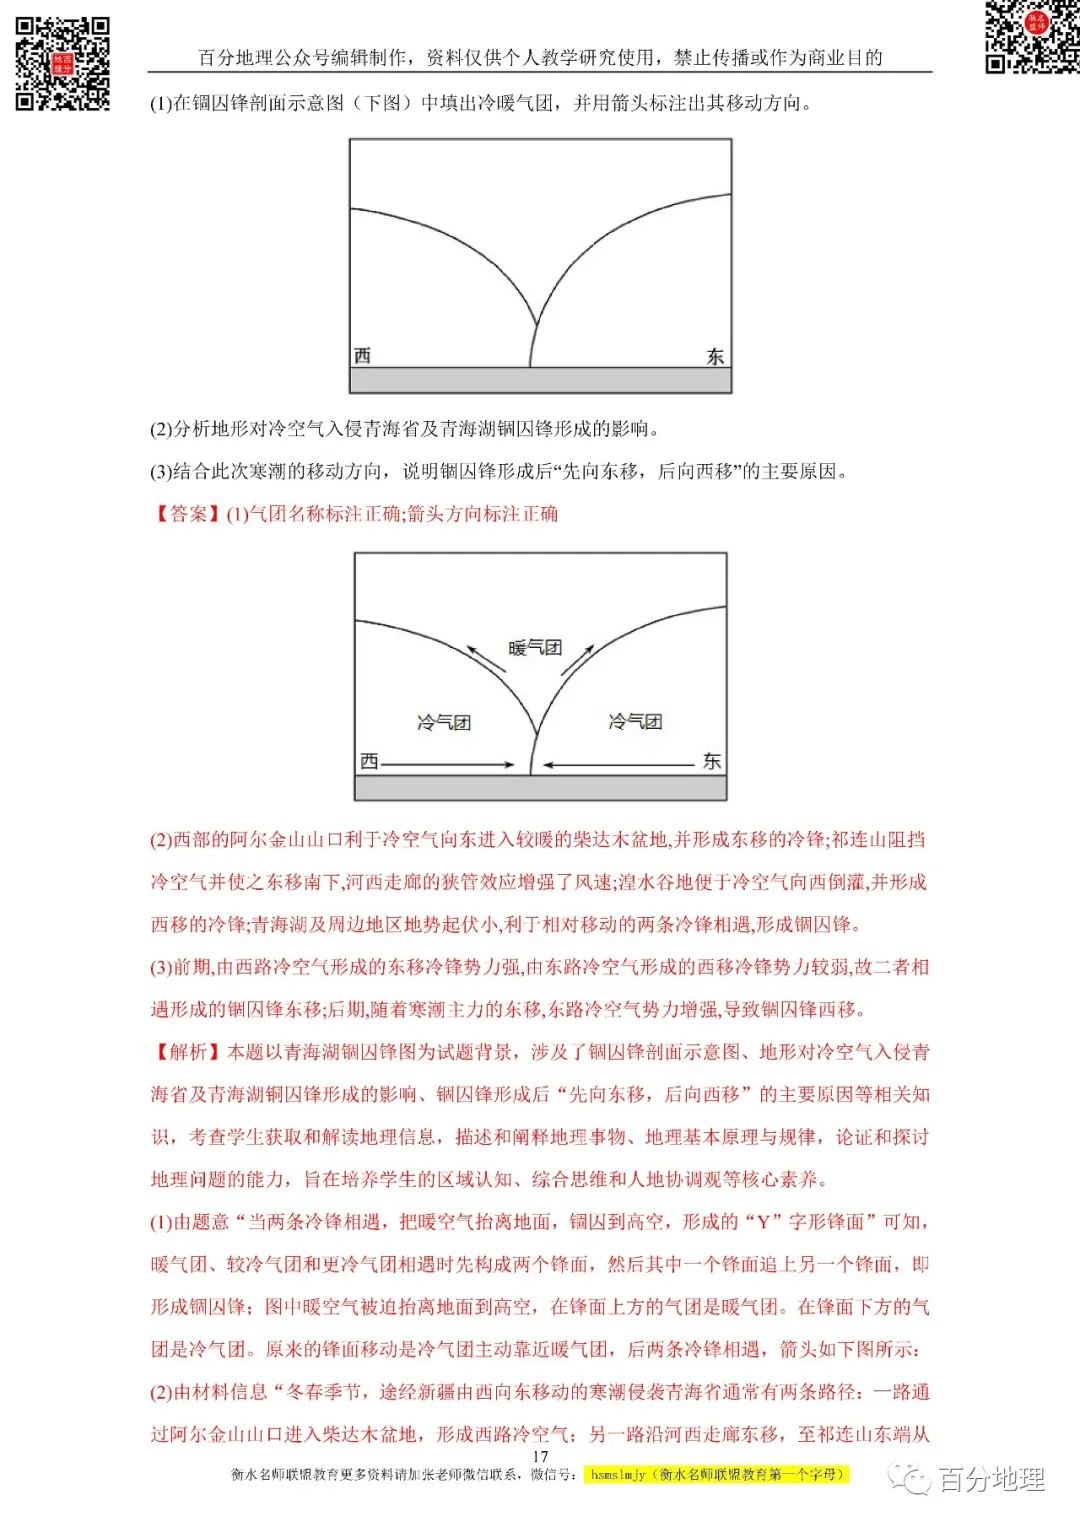 百分地理公众号编辑制作，资料仅供个人教学研究使用，禁止传播或作为商业目的
百分地理
名师联盟
(1)在锢囚锋剖面示意图（下图）中填出冷暖气团，并用箭头标注出其移动方向。
西
东
(2)分析地形对冷空气入侵青海省及青海湖锢囚锋形成的影响。
(3)结合此次寒潮的移动方向，说明锢囚锋形成后“先向东移，后向西移”的主要原因。
【答案】(1)气团名称标注正确;箭头方向标注正确
暖气团
冷气团
冷气团
西
东
(2)西部的阿尔金山山口利于冷空气向东进入较暖的柴达木盆地,并形成东移的冷锋;祁连山阻挡
冷空气并使之东移南下,河西走廊的狭管效应增强了风速;湟水谷地便于冷空气向西倒灌,并形成
西移的冷锋;青海湖及周边地区地势起伏小,利于相对移动的两条冷锋相遇,形成锢囚锋。
(3)前期,由西路冷空气形成的东移冷锋势力强,由东路冷空气形成的西移冷锋势力较弱,故二者相
遇形成的锢囚锋东移;后期,随着寒潮主力的东移,东路冷空气势力增强,导致锢囚锋西移。
【解析】本题以青海湖锢囚锋图为试题背景，涉及了锢囚锋剖面示意图、地形对冷空气入侵青
海省及青海湖锢囚锋形成的影响、锢囚锋形成后“先向东移，后向西移”的主要原因等相关知
识，考查学生获取和解读地理信息，描述和阐释地理事物、地理基本原理与规律，论证和探讨
地理问题的能力，旨在培养学生的区域认知、综合思维和人地协调观等核心素养。
(1)由题意“当两条冷锋相遇，把暖空气抬离地面，锢囚到高空，形成的“Y”字形锋面”可知，
暖气团、较冷气团和更冷气团相遇时先构成两个锋面，然后其中一个锋面追上另一个锋面，即
形成锢囚锋；图中暖空气被迫抬离地面到高空，在锋面上方的气团是暖气团。在锋面下方的气
团是冷气团。原来的锋面移动是冷气团主动靠近暖气团，后两条冷锋相遇，箭头如下图所示：
(2)由材料信息“冬春季节，途经新疆由西向东移动的寒潮侵袭青海省通常有两条路径：一路通
过阿尔金山山口进入柴达木盆地，形成西路冷空气；另一路沿河西走廊东移，至祁连山东端从
17
衡水名师联盟教育更多资料请加张老师微信联系，微信号： hsmslmjy（衡水名师联盟教育第一个字母）
百分地理